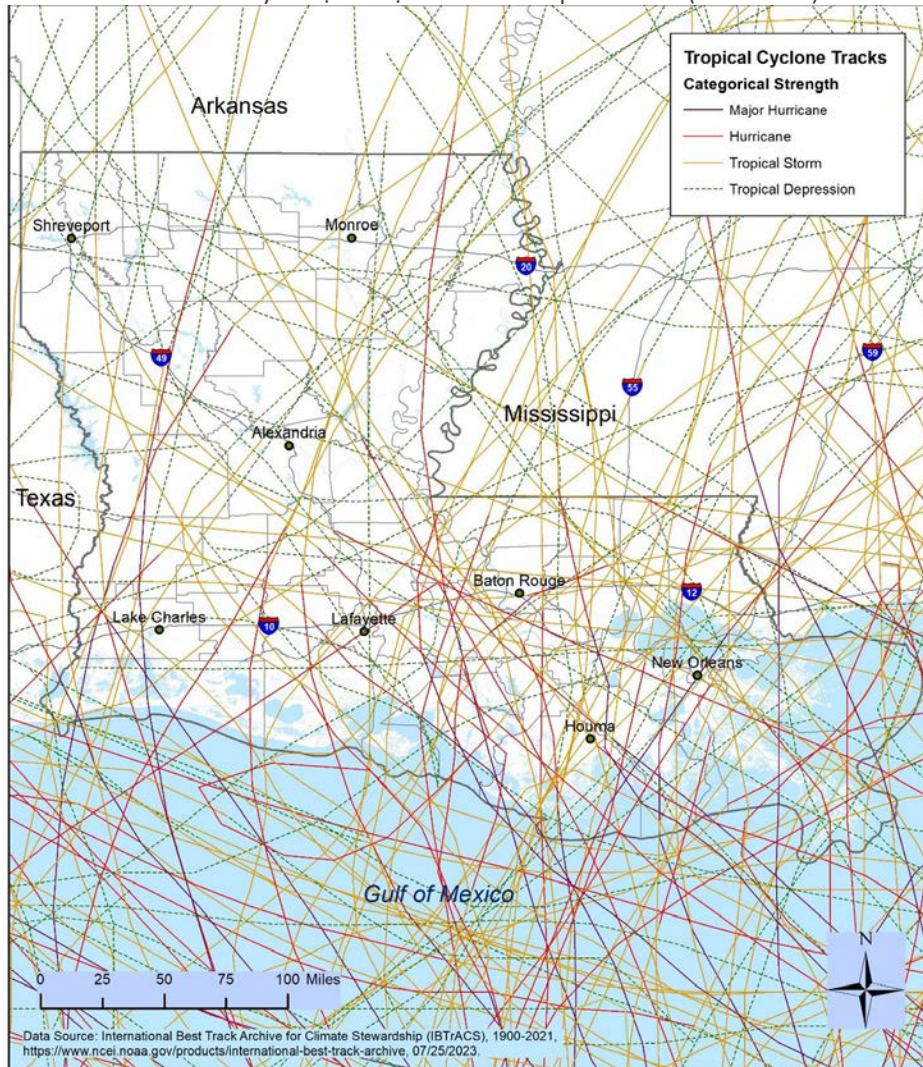 Tropical Cyclone Tracks
Categorical Strength
Major Hurricane
Hurricane
Tropical Storm
Tropical Depression
Arkansas
Shreveport
Monroe
20
49
59
55
Mississippi
Alexandria
Texas
Baton Rouge
12
Lake Charles
10
Lafayette
New Orleans
Houma
Gulf of Mexico
N
0 25 50 75 100 Miles
Data Source: International Best Track Archive for Climate Stewardship (IBTrACS), 1900-2021,
https://www.ncei.noaa.gov/products/international-best-track-archive, 07/25/2023.